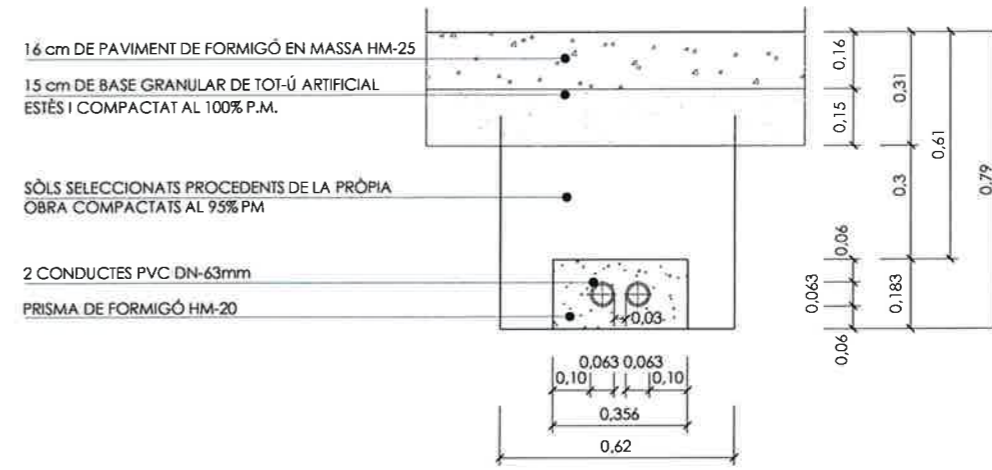 16 cm DE PAVIMENT DE FORMIGÓ EN MASSA HM-25
15 cm DE BASE GRANULAR DE TOT-Ú ARTIFICIAL
ESTÈS I COMPACTAT AL 100% P.M.
SÒLS SELECCIONATS PROCEDENTS DE LA PRÒPIA
OBRA COMPACTATS AL 95% PM
2 CONDUCTES PVC DN-63mm
PRISMA DE FORMIGÓ HM-20
0,03
0,063 0,063
0,10 0,10
0,356
0,62
0,16
0,15
0,31
0,3
0,61
0,79
0,06
0,063
0,183
0,06